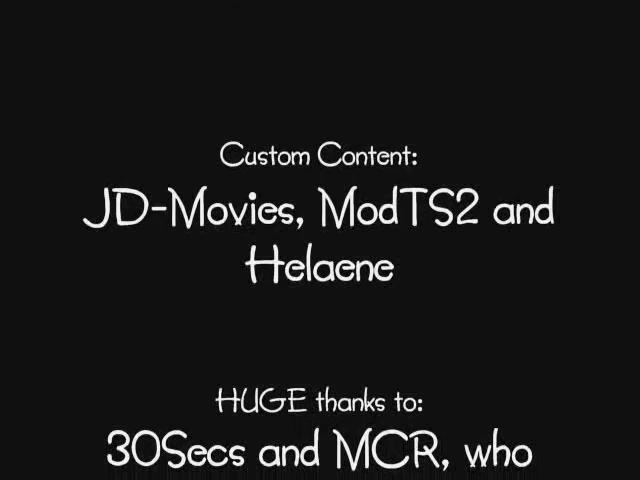 Custom Content:
JD-Movies, ModTS2 and
Helaene
HUGE thanks to:
30Secs and MCR, who